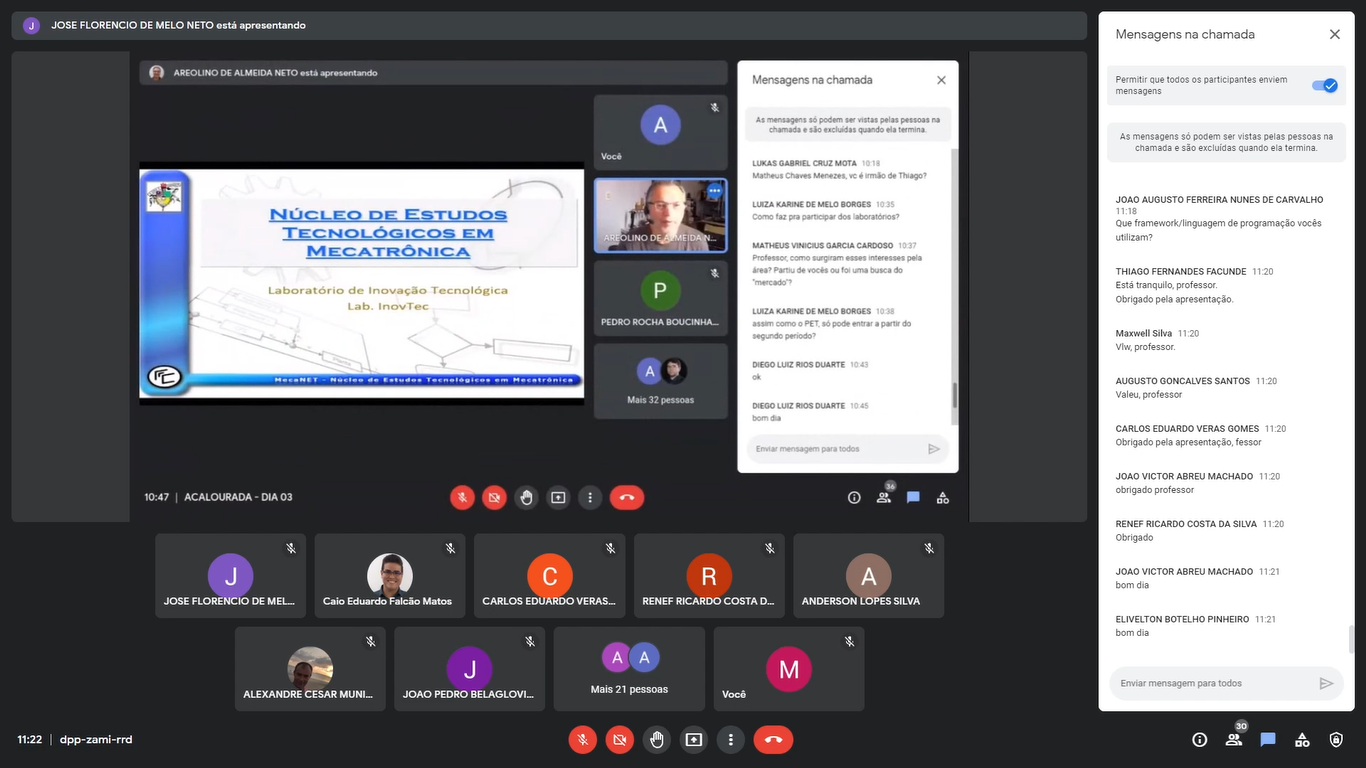 J
JOSE FLORENCIO DE MELO NETO está apresentando
AREOLINO DE ALMEIDA NETO está apresentando
NÚCLEO DE ESTUDOS
TECNOLÓGICOS EM
MECATRÔNICA
Laboratório de Inovação Tecnológica
Lab. InovTec
MecaNET - Núcleo de Estudos Tecnológicos em Mecatrônica
A
Você
AREOLINO DE ALMEIDA N...
P
PEDRO ROCHA BOUCINHA...
A
Mais 32 pessoas
Mensagens na chamada
As mensagens só podem ser vistas pelas pessoas na
chamada e são excluídas quando ela termina.
LUKAS GABRIEL CRUZ MOTA 10:18
Matheus Chaves Menezes, vc é irmão de Thiago?
LUIZA KARINE DE MELO BORGES 10:35
Como faz pra participar dos laboratórios?
MATHEUS VINICIUS GARCIA CARDOSO 10:37
Professor, como surgiram esses interesses pela
área? Partiu de vocês ou foi uma busca do
"mercado"?
LUIZA KARINE DE MELO BORGES 10:38
assim como o PET, só pode entrar a partir do
segundo período?
DIEGO LUIZ RIOS DUARTE 10:43
ok
DIEGO LUIZ RIOS DUARTE 10:45
bom dia
Enviar mensagem para todos
10:47 | ACALOURADA - DIA 03
36
J
JOSE FLORENCIO DE MEL...
Caio Eduardo Falcão Matos
C
CARLOS EDUARDO VERAS...
R
RENEF RICARDO COSTA D...
A
ANDERSON LOPES SILVA
ALEXANDRE CESAR MUNI...
J
JOAO PEDRO BELAGLOVI...
A A
Mais 21 pessoas
M
Você
11:22 | dpp-zami-rrd
Mensagens na chamada
Permitir que todos os participantes enviem
mensagens
As mensagens só podem ser vistas pelas pessoas na
chamada e são excluídas quando ela termina.
JOAO AUGUSTO FERREIRA NUNES DE CARVALHO
11:18
Que framework/linguagem de programação vocês
utilizam?
THIAGO FERNANDES FACUNDE 11:20
Está tranquilo, professor.
Obrigado pela apresentação.
Maxwell Silva 11:20
Vlw, professor.
AUGUSTO GONCALVES SANTOS 11:20
Valeu, professor
CARLOS EDUARDO VERAS GOMES 11:20
Obrigado pela apresentação, fessor
JOAO VICTOR ABREU MACHADO 11:20
obrigado professor
RENEF RICARDO COSTA DA SILVA 11:20
Obrigado
JOAO VICTOR ABREU MACHADO 11:21
bom dia
ELIVELTON BOTELHO PINHEIRO 11:21
bom dia
Enviar mensagem para todos
30